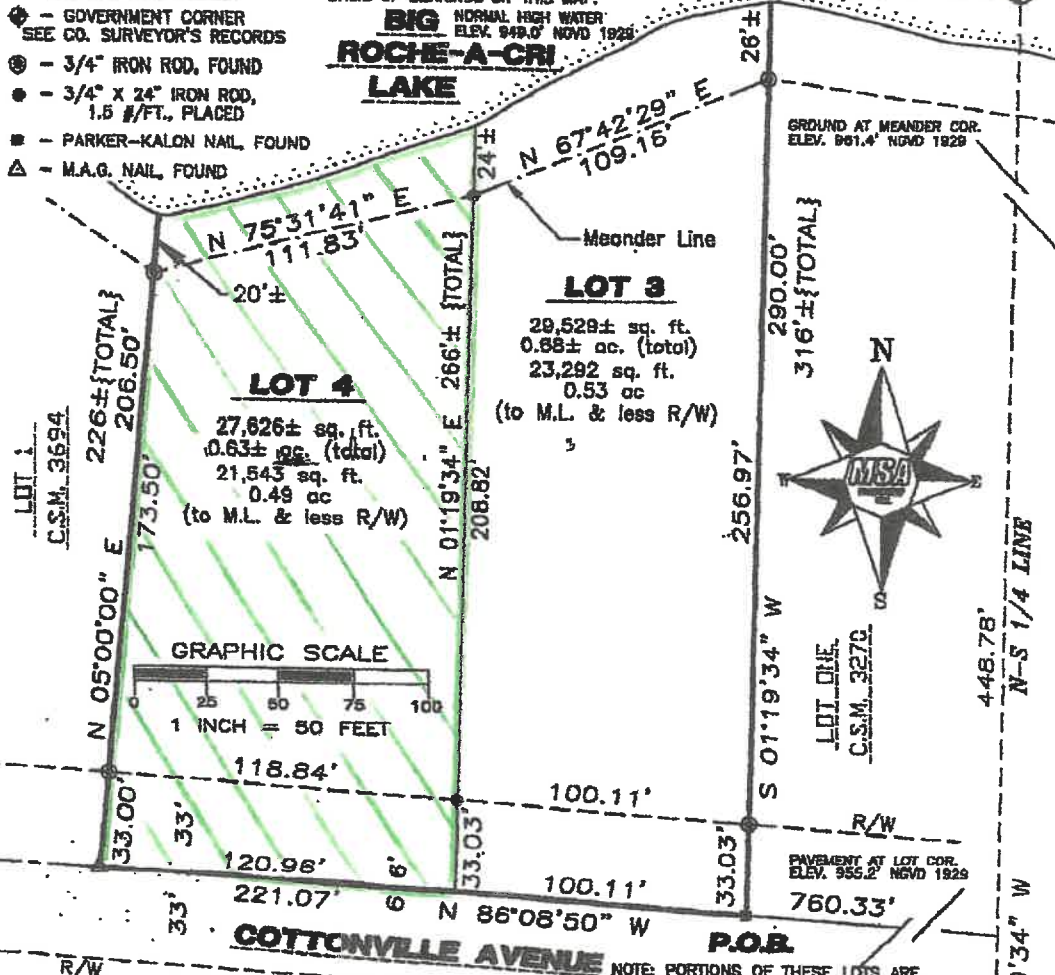 - GOVERNMENT CORNER
SEE CO. SURVEYOR'S RECORDS
- 3/4" IRON ROD, FOUND
- 3/4" X 24" IRON ROD,
1.5 #/FT., PLACED
- PARKER-KALON NAIL, FOUND
- M.A.G. NAIL, FOUND
BIG
ROCHE-A-CRI
LAKE
NORMAL HIGH WATER
ELEV. 949.0' NGVD 1929
26'±
N 67°42'29" E
109.16'
24'±
GROUND AT MEANDER COR.
ELEV. 961.4' NGVD 1929
N 75°31'41" E
111.83'
Meander Line
20'±
LOT 3
29,529± sq. ft.
0.68± ac. (total)
23,292 sq. ft.
0.53 ac
(to M.L. & less R/W)
290.00'
316'±{TOTAL}
226±{TOTAL}
206.50'
LOT 4
27,626± sq. ft.
0.63± ac. (total)
21,543 sq. ft.
0.49 ac
(to M.L. & less R/W)
N 01°19'34" E 266'± {TOTAL}
208.82'
256.97'
N
W
MSA
E
S
LOT 1
C.S.M. 3694
173.50'
N 05°00'00" E
GRAPHIC SCALE
0 25 50 75 100
1 INCH = 50 FEET
S 01°19'34" W
LOT ONE
C.S.M. 3270
448.78'
N-S 1/4 LINE
118.84'
100.11'
R/W
33.00'
33'
33.03'
33.03'
PAVEMENT AT LOT COR.
ELEV. 955.2' NGVD 1929
120.96'
6'
100.11'
760.33'
221.07'
6'
N 86°08'50" W
33'
COTTONVILLE AVENUE
P.O.B.
R/W
NOTE: PORTIONS OF THESE LOTS ARE
'34" W